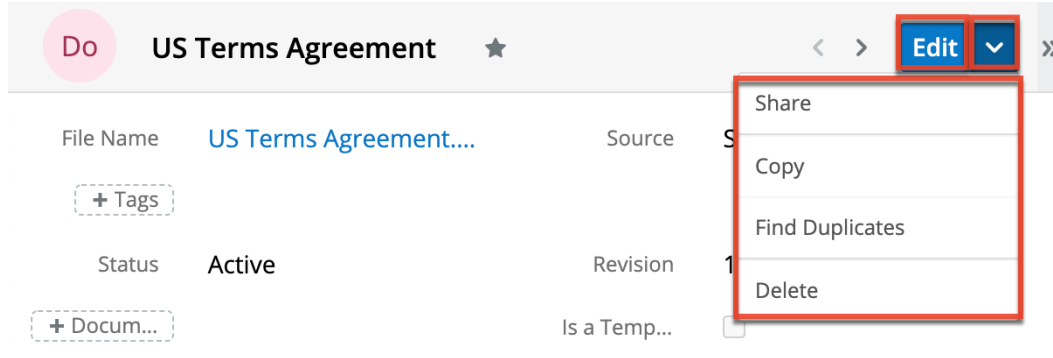 Do US Terms Agreement Edit
Share
File Name US Terms Agreement.... Source S
Copy
+ Tags
Find Duplicates
Status Active Revision 1
Delete
+ Docum... Is a Temp...